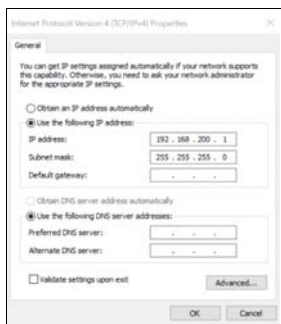 Internet Protocol Version 4 (TCP/IPv4) Properties
General
You can get IP settings assigned automatically if your network supports
this capability. Otherwise, you need to ask your network administrator
for the appropriate IP settings.
Obtain an IP address automatically
Use the following IP address:
IP address: 192 . 168 . 200 . 1
Subnet mask: 255 . 255 . 255 . 0
Default gateway: . . .
Obtain DNS server address automatically
Use the following DNS server addresses:
Preferred DNS server: . . .
Alternate DNS server: . . .
Validate settings upon exit
Advanced...
OK Cancel